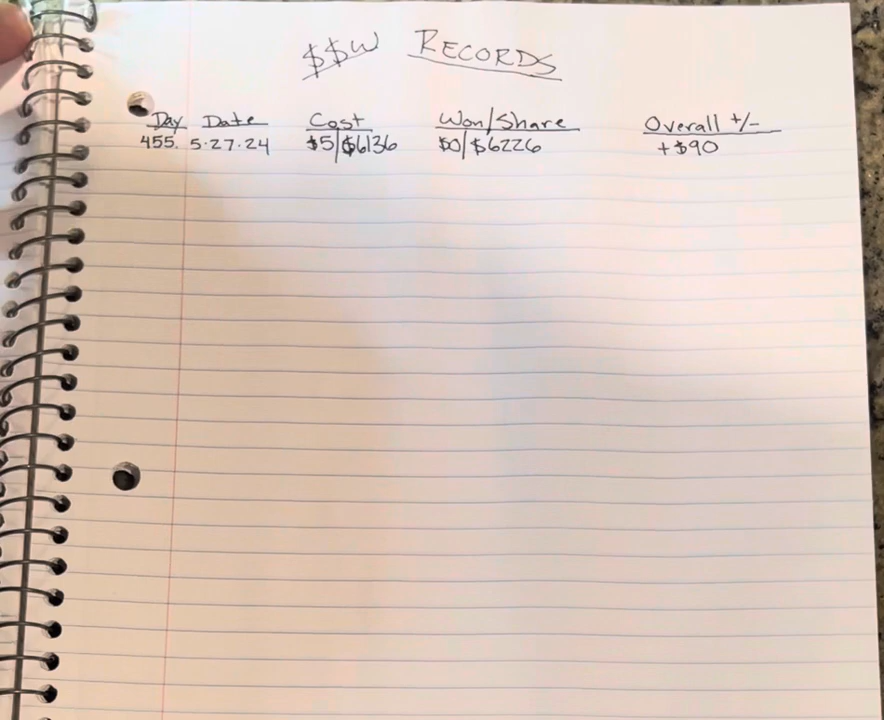 $$W RECORDS
Day Date Cost Won/Share Overall +/-
455. 5.27.24 $5/$6136 $0/$6226 +$90